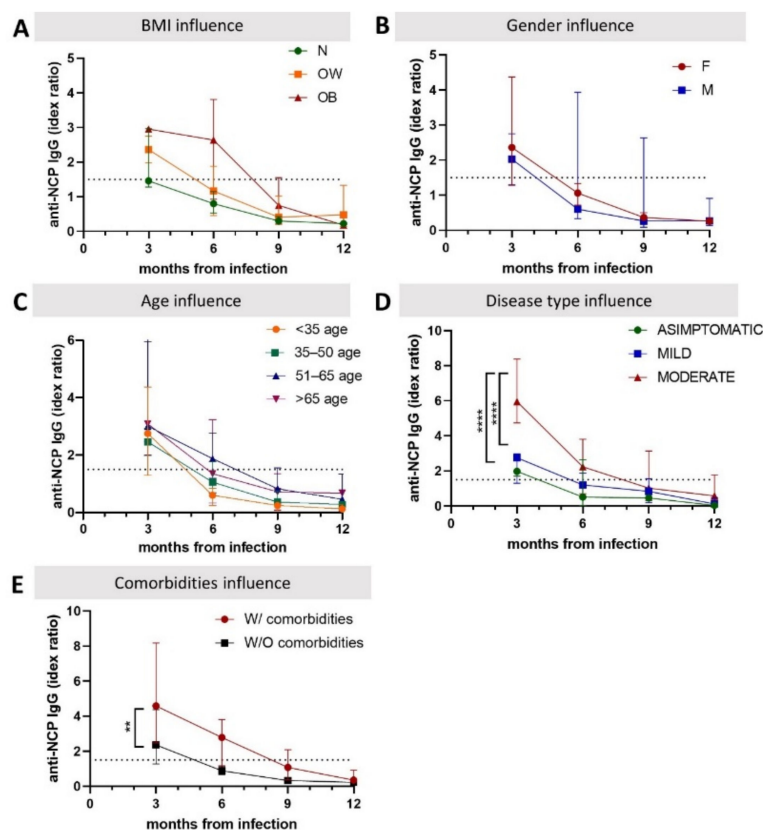 A
BMI influence
N
OW
OB
anti-NCP IgG (idex ratio)
5
4
3
2
1
0
0 3 6 9 12
months from infection
B
Gender influence
F
M
anti-NCP IgG (idex ratio)
5
4
3
2
1
0
0 3 6 9 12
months from infection
C
Age influence
<35 age
35–50 age
51–65 age
>65 age
anti-NCP IgG (idex ratio)
6
4
2
0
0 3 6 9 12
months from infection
D
Disease type influence
ASIMPTOMATIC
MILD
MODERATE
anti-NCP IgG (idex ratio)
10
8
6
4
2
0
****
****
0 3 6 9 12
months from infection
E
Comorbidities influence
W/ comorbidities
W/O comorbidities
anti-NCP IgG (idex ratio)
10
8
6
4
2
0
**
0 3 6 9 12
months from infection